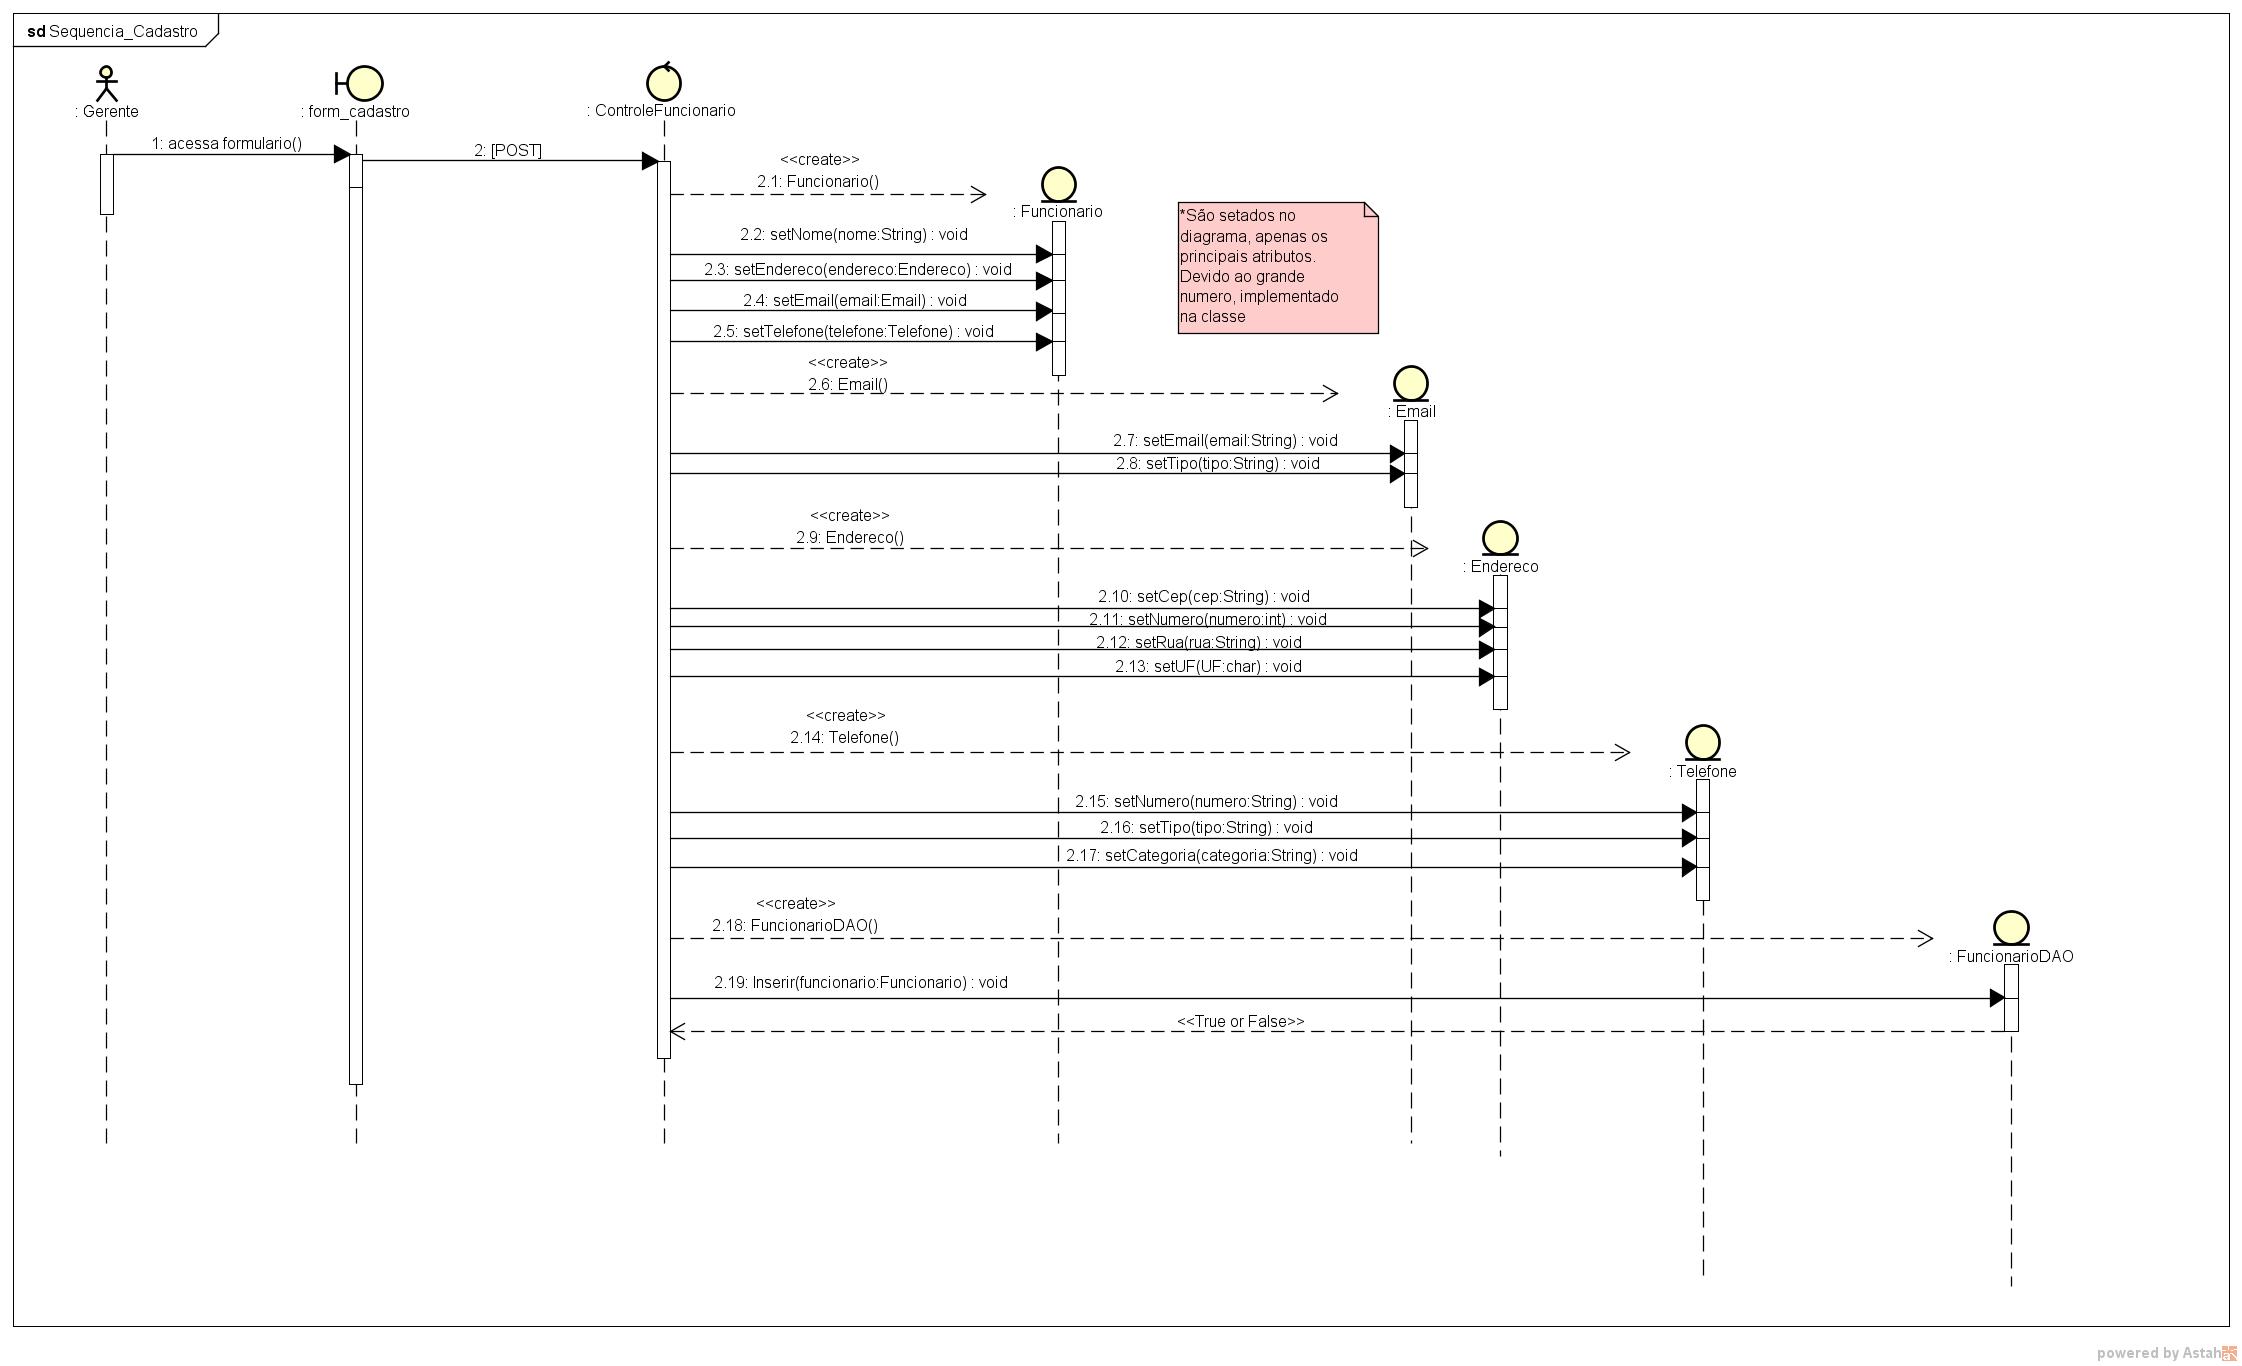 sd Sequencia_Cadastro
: Gerente
: form_cadastro
: ControleFuncionario
1: acessa formulario()
2: [POST]
<<create>>
2.1: Funcionario()
: Funcionario
*São setados no
diagrama, apenas os
principais atributos.
Devido ao grande
numero, implementado
na classe
2.2: setNome(nome:String) : void
2.3: setEndereco(endereco:Endereco) : void
2.4: setEmail(email:Email) : void
2.5: setTelefone(telefone:Telefone) : void
<<create>>
2.6: Email()
: Email
2.7: setEmail(email:String) : void
2.8: setTipo(tipo:String) : void
<<create>>
2.9: Endereco()
: Endereco
2.10: setCep(cep:String) : void
2.11: setNumero(numero:int) : void
2.12: setRua(rua:String) : void
2.13: setUF(UF:char) : void
<<create>>
2.14: Telefone()
: Telefone
2.15: setNumero(numero:String) : void
2.16: setTipo(tipo:String) : void
2.17: setCategoria(categoria:String) : void
<<create>>
2.18: FuncionarioDAO()
: FuncionarioDAO
2.19: Inserir(funcionario:Funcionario) : void
<<True or False>>
powered by Astah